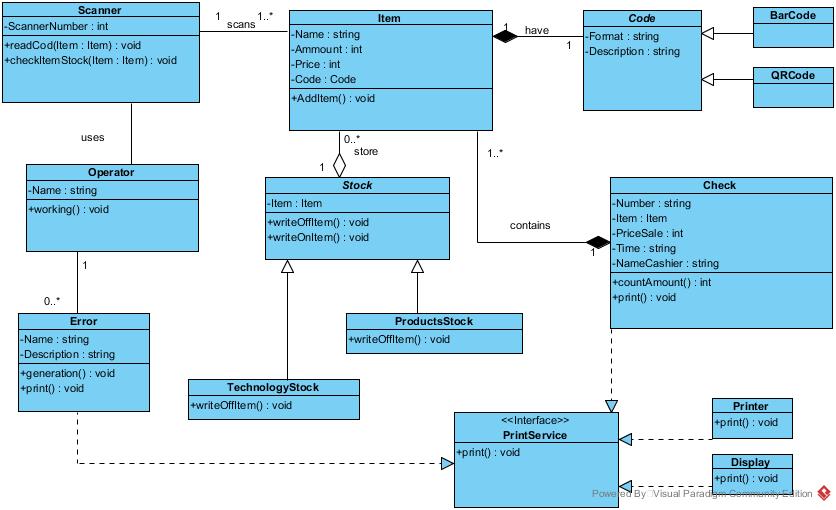 Scanner
-ScannerNumber : int
+readCod(Item : Item) : void
+checkItemStock(Item : Item) : void
1
1..*
scans
Item
-Name : string
-Ammount : int
-Price : int
-Code : Code
+AddItem() : void
1
have
1
Code
-Format : string
-Description : string
BarCode
QRCode
uses
Operator
-Name : string
+working() : void
0..*
store
1
Stock
-Item : Item
+writeOffItem() : void
+writeOnItem() : void
1..*
contains
1
Check
-Number : string
-Item : Item
-PriceSale : int
-Time : string
-NameCashier : string
+countAmount() : int
+print() : void
1
0..*
Error
-Name : string
-Description : string
+generation() : void
+print() : void
ProductsStock
+writeOffItem() : void
TechnologyStock
+writeOffItem() : void
<<Interface>>
PrintService
+print() : void
Printer
+print() : void
Display
+print() : void
Powered By Visual Paradigm Community Edition